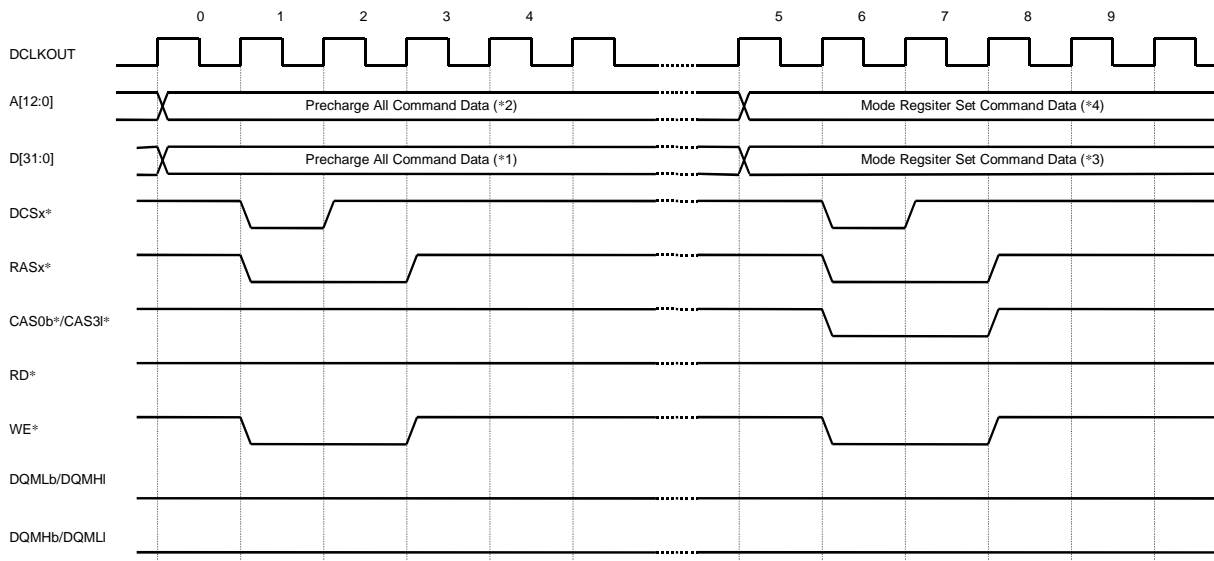 0 1 2 3 4 5 6 7 8 9
DCLKOUT
A[12:0] Precharge All Command Data (*2) Mode Regsiter Set Command Data (*4)
D[31:0] Precharge All Command Data (*1) Mode Regsiter Set Command Data (*3)
DCSx*
RASx*
CAS0b*/CAS3l*
RD*
WE*
DQMLb/DQMHl
DQMHb/DQMLl